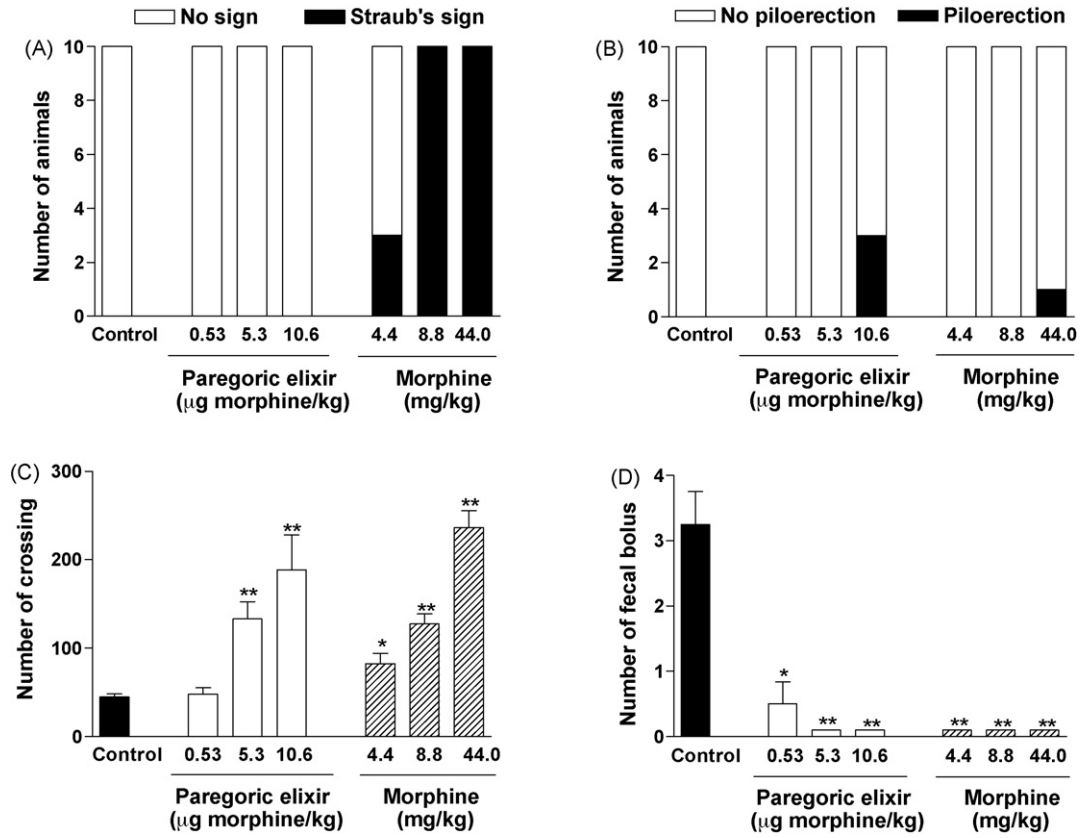 No sign Straub's sign
(A)
Number of animals
10
8
6
4
2
0
Control 0.53 5.3 10.6 4.4 8.8 44.0
Paregoric elixir Morphine
(μg morphine/kg) (mg/kg)
No piloerection Piloerection
(B)
Number of animals
10
8
6
4
2
0
Control 0.53 5.3 10.6 4.4 8.8 44.0
Paregoric elixir Morphine
(μg morphine/kg) (mg/kg)
(C)
Number of crossing
300
200
100
0
** ** * ** **
Control 0.53 5.3 10.6 4.4 8.8 44.0
Paregoric elixir Morphine
(μg morphine/kg) (mg/kg)
(D)
Number of fecal bolus
4
3
2
1
0
* ** ** ** ** **
Control 0.53 5.3 10.6 4.4 8.8 44.0
Paregoric elixir Morphine
(μg morphine/kg) (mg/kg)